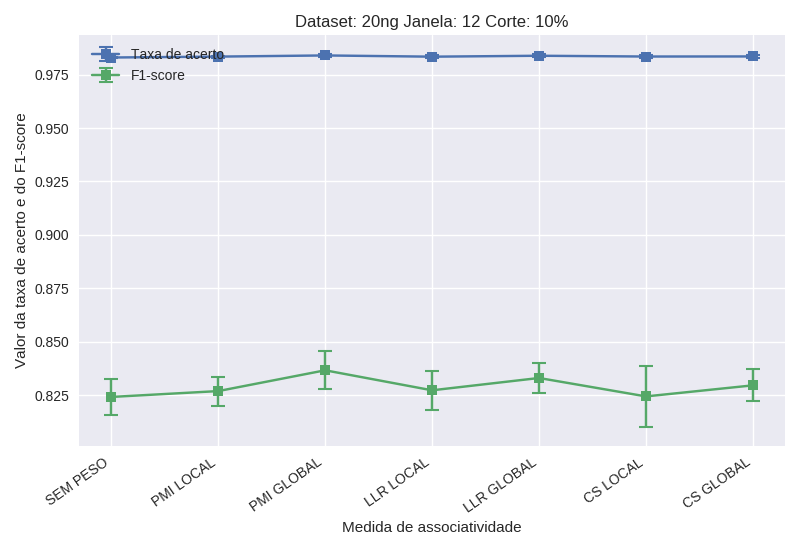 Dataset: 20ng Janela: 12 Corte: 10%
Taxa de acerto
F1-score
Valor da taxa de acerto e do F1-score
0.975
0.950
0.925
0.900
0.875
0.850
0.825
SEM PESO
PMI LOCAL
PMI GLOBAL
LLR LOCAL
LLR GLOBAL
CS LOCAL
CS GLOBAL
Medida de associatividade